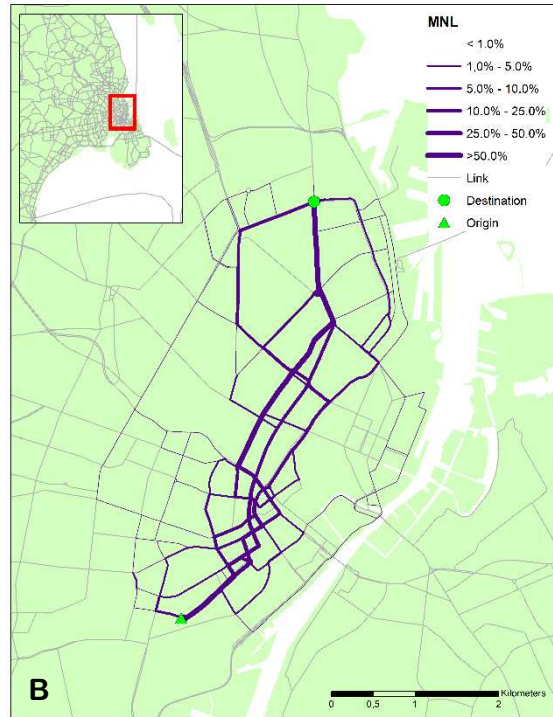 MNL
< 1.0%
1,0% - 5.0%
5.0% - 10.0%
10.0% - 25.0%
25.0% - 50.0%
>50.0%
Link
Destination
Origin
B
Kilometers
0 0,5 1 2